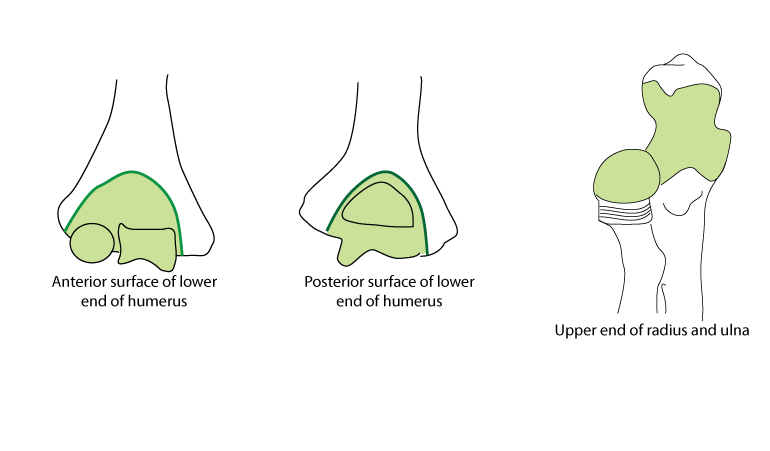 Anterior surface of lower
end of humerus
Posterior surface of lower
end of humerus
Upper end of radius and ulna